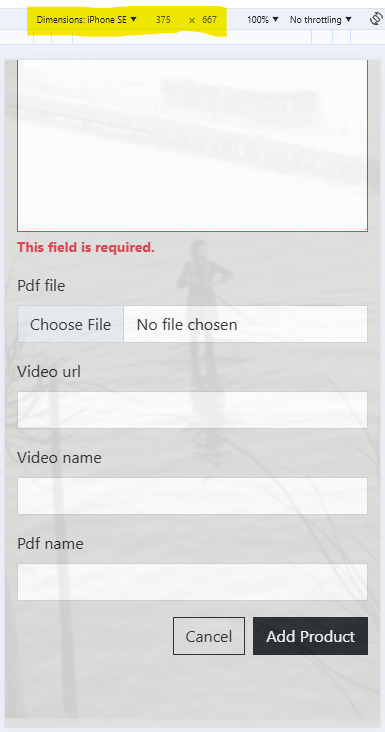 Dimensions: iPhone SE ▼ 375 × 667 100% ▼ No throttling ▼
This field is required.
Pdf file
Choose File No file chosen
Video url
Video name
Pdf name
Cancel Add Product